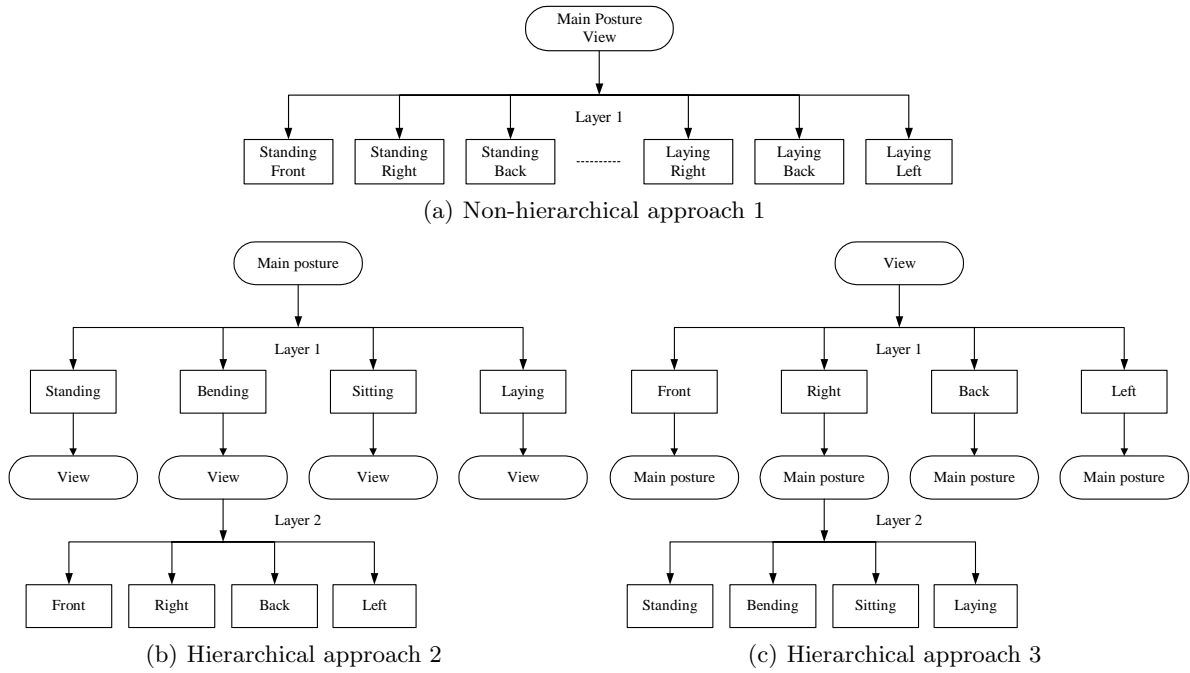 Main Posture
View
Layer 1
Standing
Front
Standing
Right
Standing
Back
----------
Laying
Right
Laying
Back
Laying
Left
(a) Non-hierarchical approach 1
Main posture
Layer 1
Standing
Bending
Sitting
Laying
View
View
View
View
Layer 2
Front
Right
Back
Left
(b) Hierarchical approach 2
View
Layer 1
Front
Right
Back
Left
Main posture
Main posture
Main posture
Main posture
Layer 2
Standing
Bending
Sitting
Laying
(c) Hierarchical approach 3